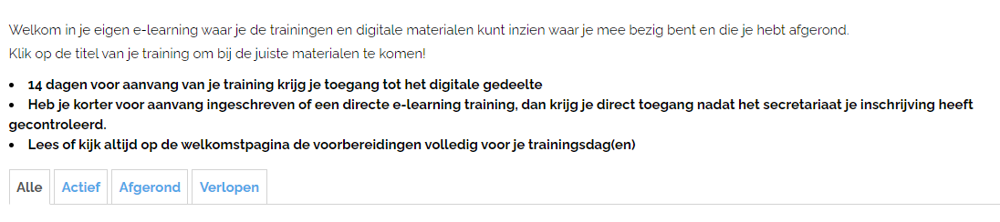 Welkom in je eigen e-learning waar je de trainingen en digitale materialen kunt inzien waar je mee bezig bent en die je hebt afgerond.
Klik op de titel van je training om bij de juiste materialen te komen!
• 14 dagen voor aanvang van je training krijg je toegang tot het digitale gedeelte
• Heb je korter voor aanvang ingeschreven of een directe e-learning training, dan krijg je direct toegang nadat het secretariaat je inschrijving heeft
gecontroleerd.
• Lees of kijk altijd op de welkomstpagina de voorbereidingen volledig voor je trainingsdag(en)
Alle Actief Afgerond Verlopen